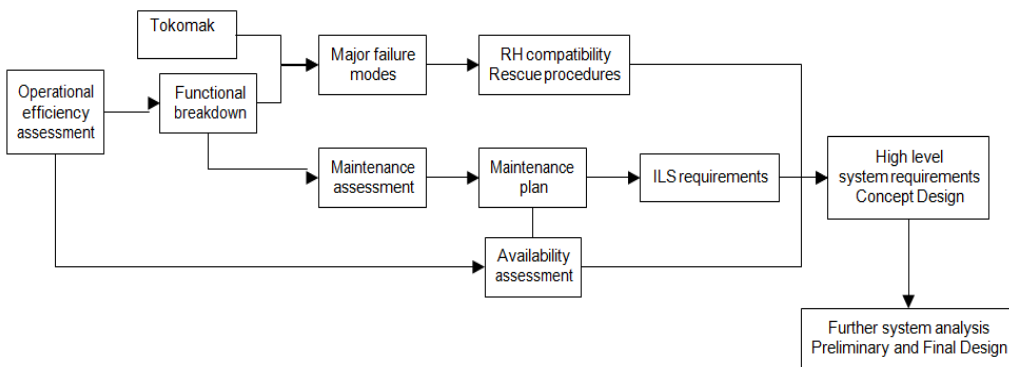 Tokomak
Operational
efficiency
assessment
Functional
breakdown
Major failure
modes
RH compatibility
Rescue procedures
Maintenance
assessment
Maintenance
plan
ILS requirements
Availability
assessment
High level
system requirements
Concept Design
Further system analysis
Preliminary and Final Design